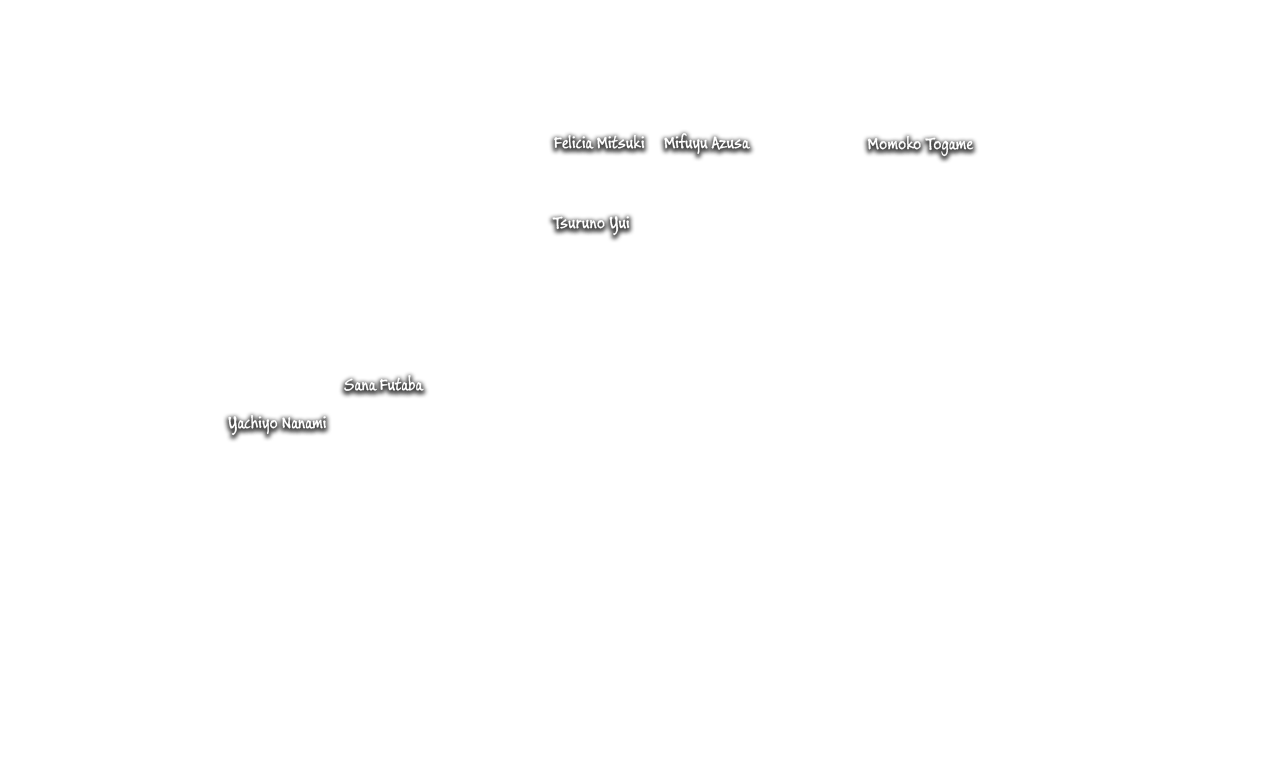 Felicia Mitsuki
Mifuyu Azusa
Momoko Togame
Tsuruno Yui
Sana Futaba
Yachiyo Nanami